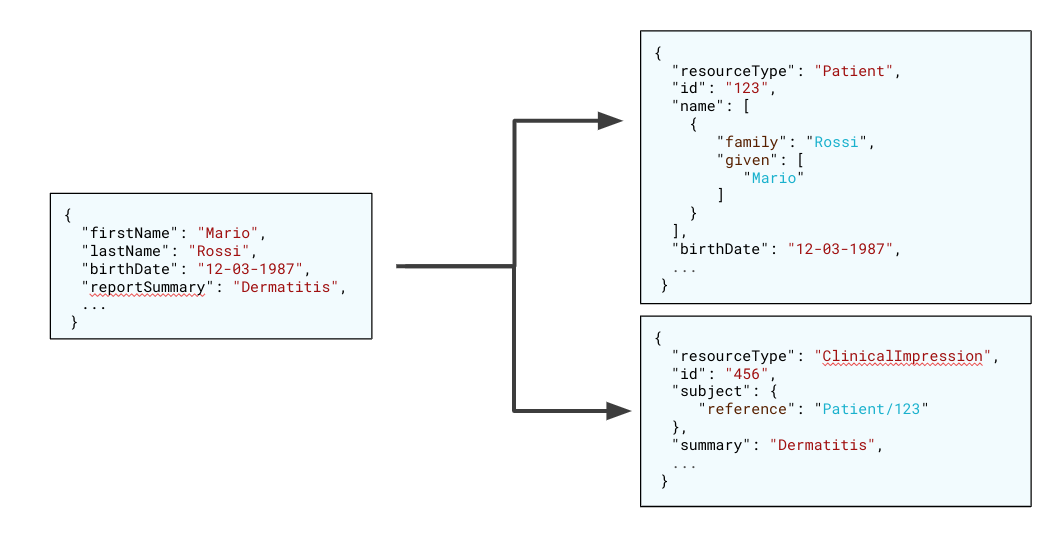 {
  "firstName": "Mario",
  "lastName": "Rossi",
  "birthDate": "12-03-1987",
  "reportSummary": "Dermatitis",
  ...
}
{
  "resourceType": "Patient",
  "id": "123",
  "name": [
    {
       "family": "Rossi",
       "given": [
          "Mario"
       ]
    }
  ],
  "birthDate": "12-03-1987",
  ...
}
{
  "resourceType": "ClinicalImpression",
  "id": "456",
  "subject": {
     "reference": "Patient/123"
  },
  "summary": "Dermatitis",
  ...
}